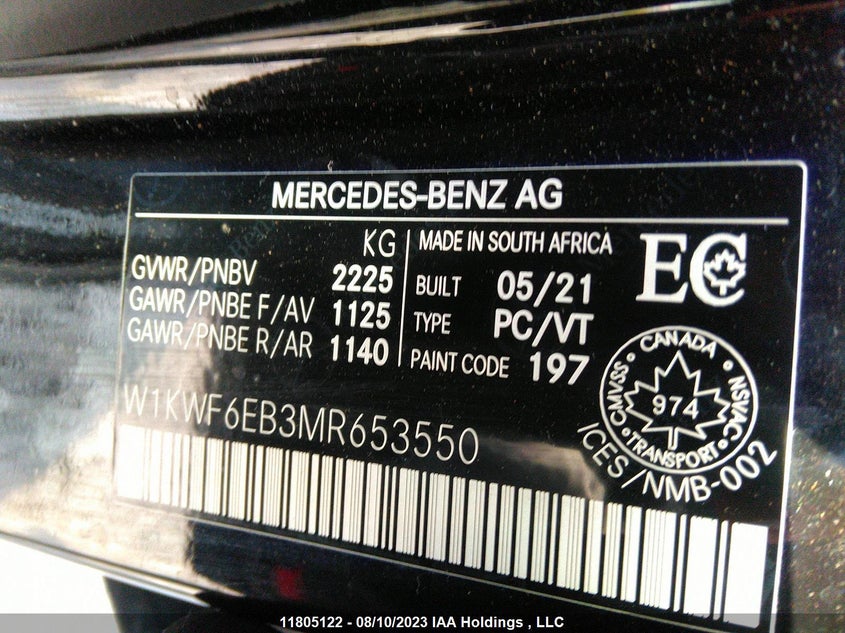 MERCEDES-BENZ AG
KG
GVWR/PNBV 2225
GAWR/PNBE F/AV 1125
GAWR/PNBE R/AR 1140
MADE IN SOUTH AFRICA
BUILT 05/21
TYPE PC/VT
PAINT CODE 197
EC
CANADA
CMVSS · NSVAC
974
TRANSPORT
ICES/NMB-002
W1KWF6EB3MR653550
11805122 - 08/10/2023 IAA Holdings , LLC